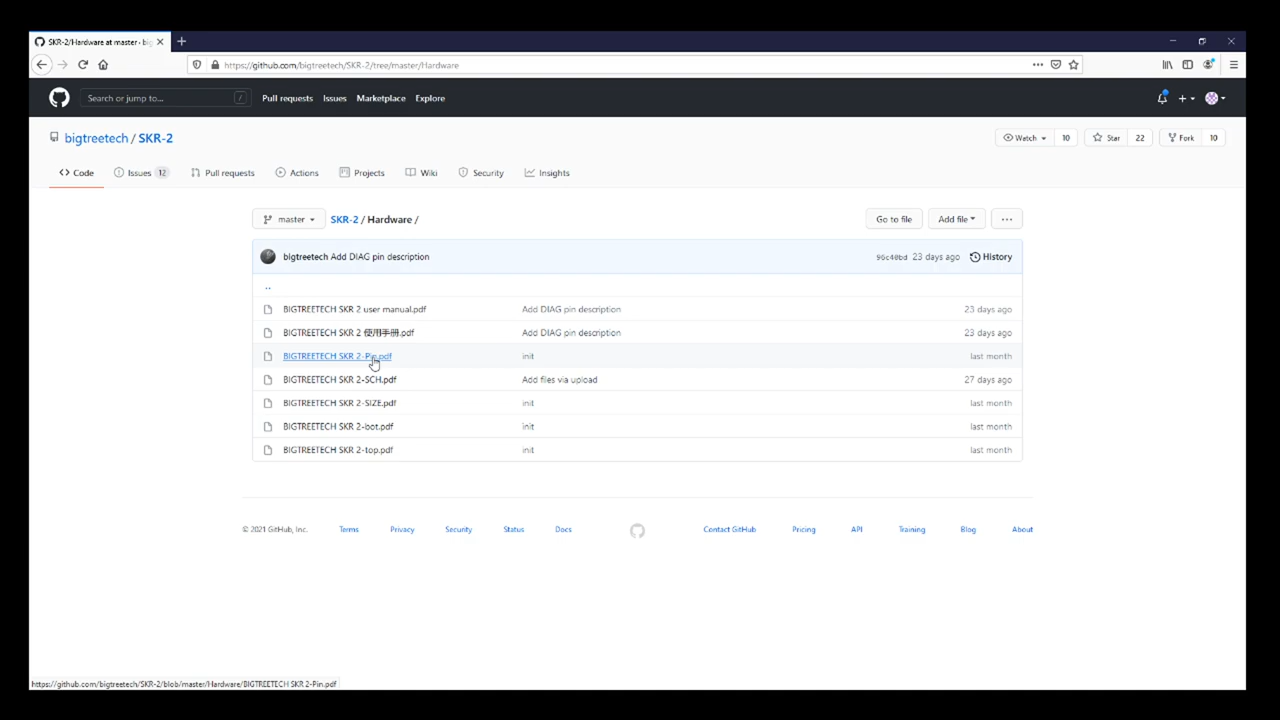 SKR-2/Hardware at master · big
https://github.com/bigtreetech/SKR-2/tree/master/Hardware
Search or jump to... /
Pull requests Issues Marketplace Explore
bigtreetech / SKR-2
Watch 10 Star 22 Fork 10
Code Issues 12 Pull requests Actions Projects Wiki Security Insights
master SKR-2 / Hardware / Go to file Add file
bigtreetech Add DIAG pin description 96c40bd 23 days ago History
..
BIGTREETECH SKR 2 user manual.pdf Add DIAG pin description 23 days ago
BIGTREETECH SKR 2 使用手册.pdf Add DIAG pin description 23 days ago
BIGTREETECH SKR 2-Pin.pdf init last month
BIGTREETECH SKR 2-SCH.pdf Add files via upload 27 days ago
BIGTREETECH SKR 2-SIZE.pdf init last month
BIGTREETECH SKR 2-bot.pdf init last month
BIGTREETECH SKR 2-top.pdf init last month
© 2021 GitHub, Inc. Terms Privacy Security Status Docs Contact GitHub Pricing API Training Blog About
https://github.com/bigtreetech/SKR-2/blob/master/Hardware/BIGTREETECH SKR 2-Pin.pdf